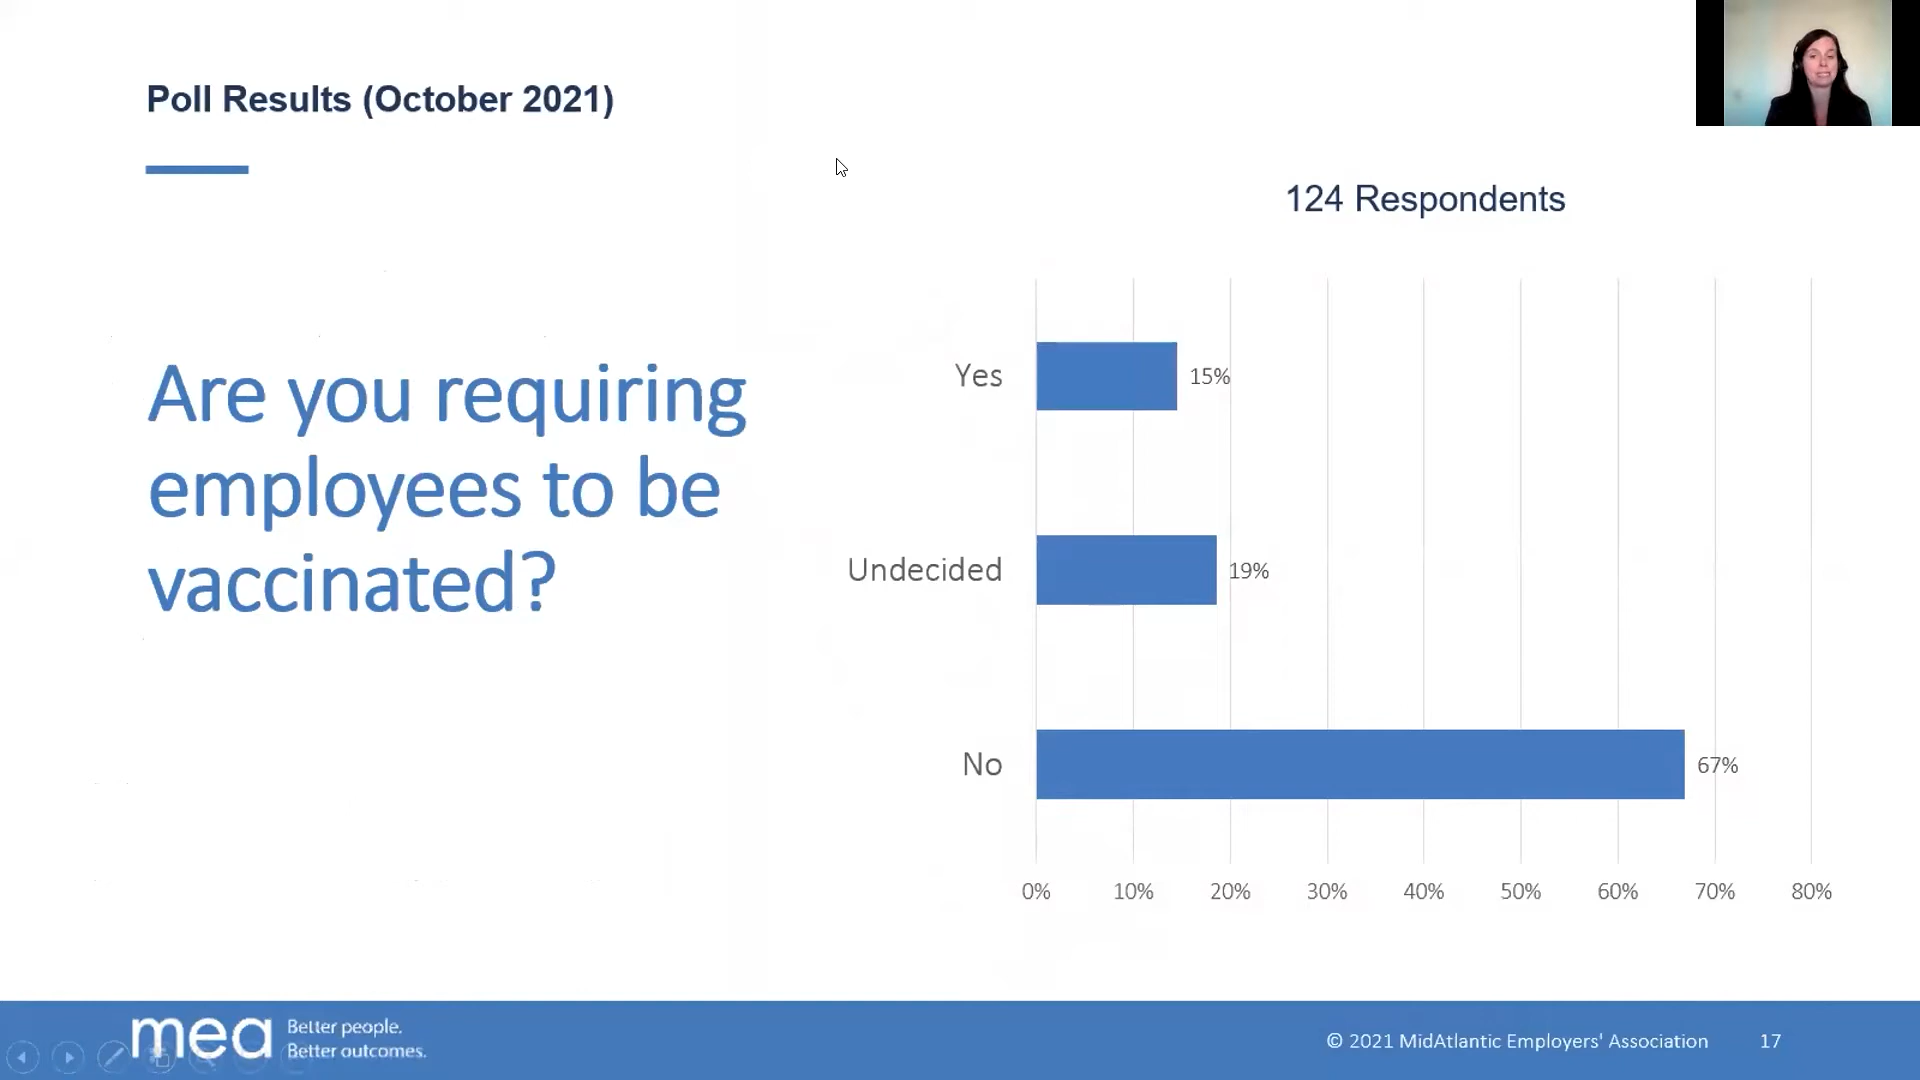 Poll Results (October 2021)
124 Respondents
Are you requiring
employees to be
vaccinated?
Yes
15%
Undecided
19%
No
67%
0% 10% 20% 30% 40% 50% 60% 70% 80%
mea
Better people.
Better outcomes.
© 2021 MidAtlantic Employers' Association 17